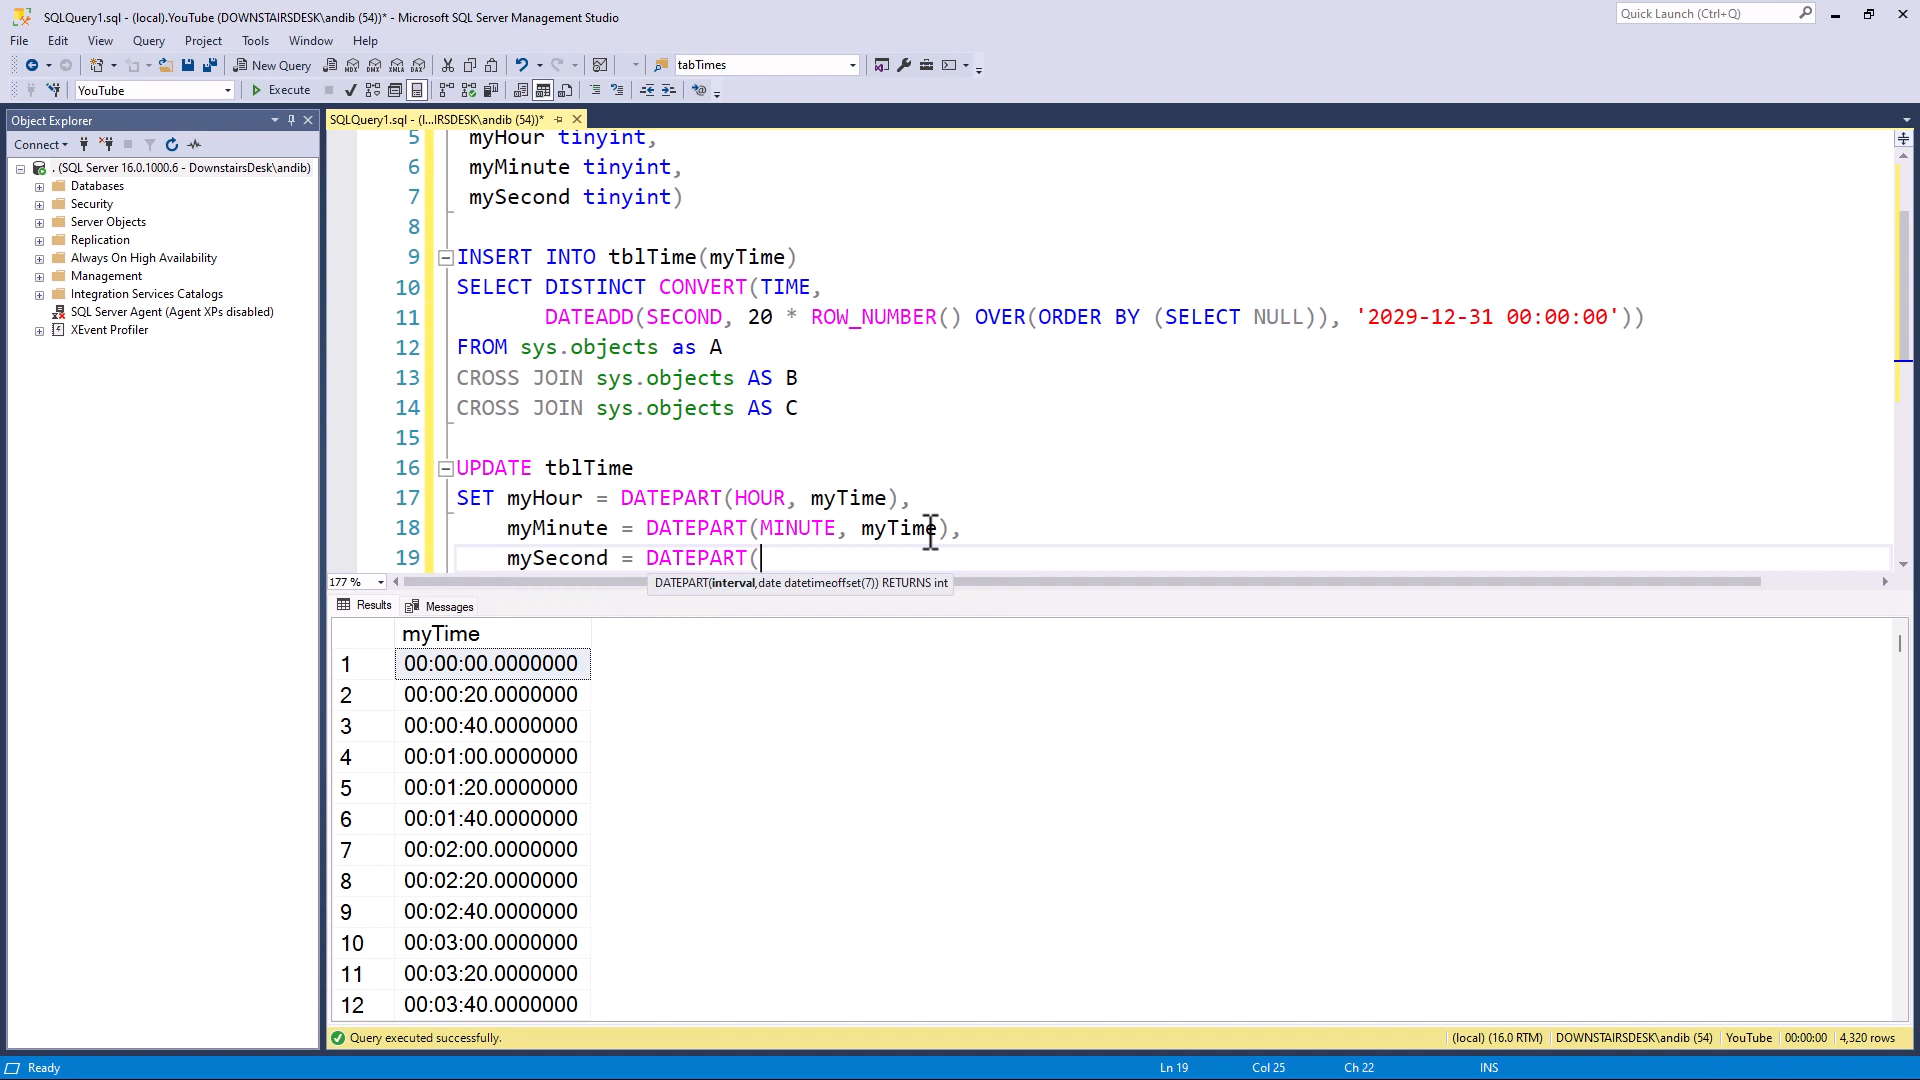 SQLQuery1.sql - (local).YouTube (DOWNSTAIRSDESK\andib (54))* - Microsoft SQL Server Management Studio
Quick Launch (Ctrl+Q)
File Edit View Query Project Tools Window Help
New Query
MDX DMX XMLA DAX
tabTimes
YouTube
Execute
Object Explorer
SQLQuery1.sql - (l...IRSDESK\andib (54))*
Connect
. (SQL Server 16.0.1000.6 - DownstairsDesk\andib)
Databases
Security
Server Objects
Replication
Always On High Availability
Management
Integration Services Catalogs
SQL Server Agent (Agent XPs disabled)
XEvent Profiler
5 myHour tinyint,
6 myMinute tinyint,
7 mySecond tinyint)
8
9 INSERT INTO tblTime(myTime)
10 SELECT DISTINCT CONVERT(TIME,
11 DATEADD(SECOND, 20 * ROW_NUMBER() OVER(ORDER BY (SELECT NULL)), '2029-12-31 00:00:00'))
12 FROM sys.objects as A
13 CROSS JOIN sys.objects AS B
14 CROSS JOIN sys.objects AS C
15
16 UPDATE tblTime
17 SET myHour = DATEPART(HOUR, myTime),
18 myMinute = DATEPART(MINUTE, myTime),
19 mySecond = DATEPART(
177 %
DATEPART(interval,date datetimeoffset(7)) RETURNS int
Results Messages
myTime
1 00:00:00.0000000
2 00:00:20.0000000
3 00:00:40.0000000
4 00:01:00.0000000
5 00:01:20.0000000
6 00:01:40.0000000
7 00:02:00.0000000
8 00:02:20.0000000
9 00:02:40.0000000
10 00:03:00.0000000
11 00:03:20.0000000
12 00:03:40.0000000
Query executed successfully.
(local) (16.0 RTM) DOWNSTAIRSDESK\andib (54) YouTube 00:00:00 4,320 rows
Ready
Ln 19 Col 25 Ch 22 INS